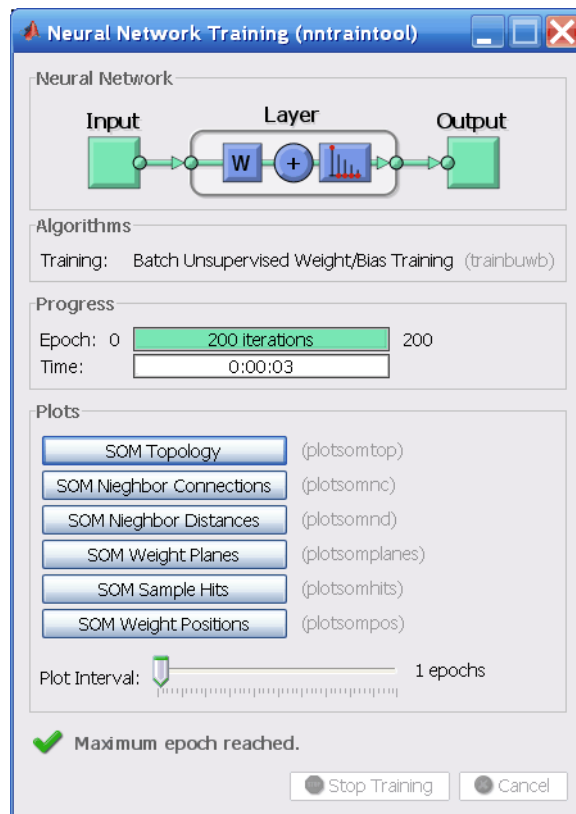 Neural Network Training (nntraintool)
Neural Network
Input Layer Output
W +
Algorithms
Training: Batch Unsupervised Weight/Bias Training (trainbuwb)
Progress
Epoch: 0 200 iterations 200
Time: 0:00:03
Plots
SOM Topology (plotsomtop)
SOM Nieghbor Connections (plotsomnc)
SOM Nieghbor Distances (plotsomnd)
SOM Weight Planes (plotsomplanes)
SOM Sample Hits (plotsomhits)
SOM Weight Positions (plotsompos)
Plot Interval: 1 epochs
Maximum epoch reached.
Stop Training Cancel